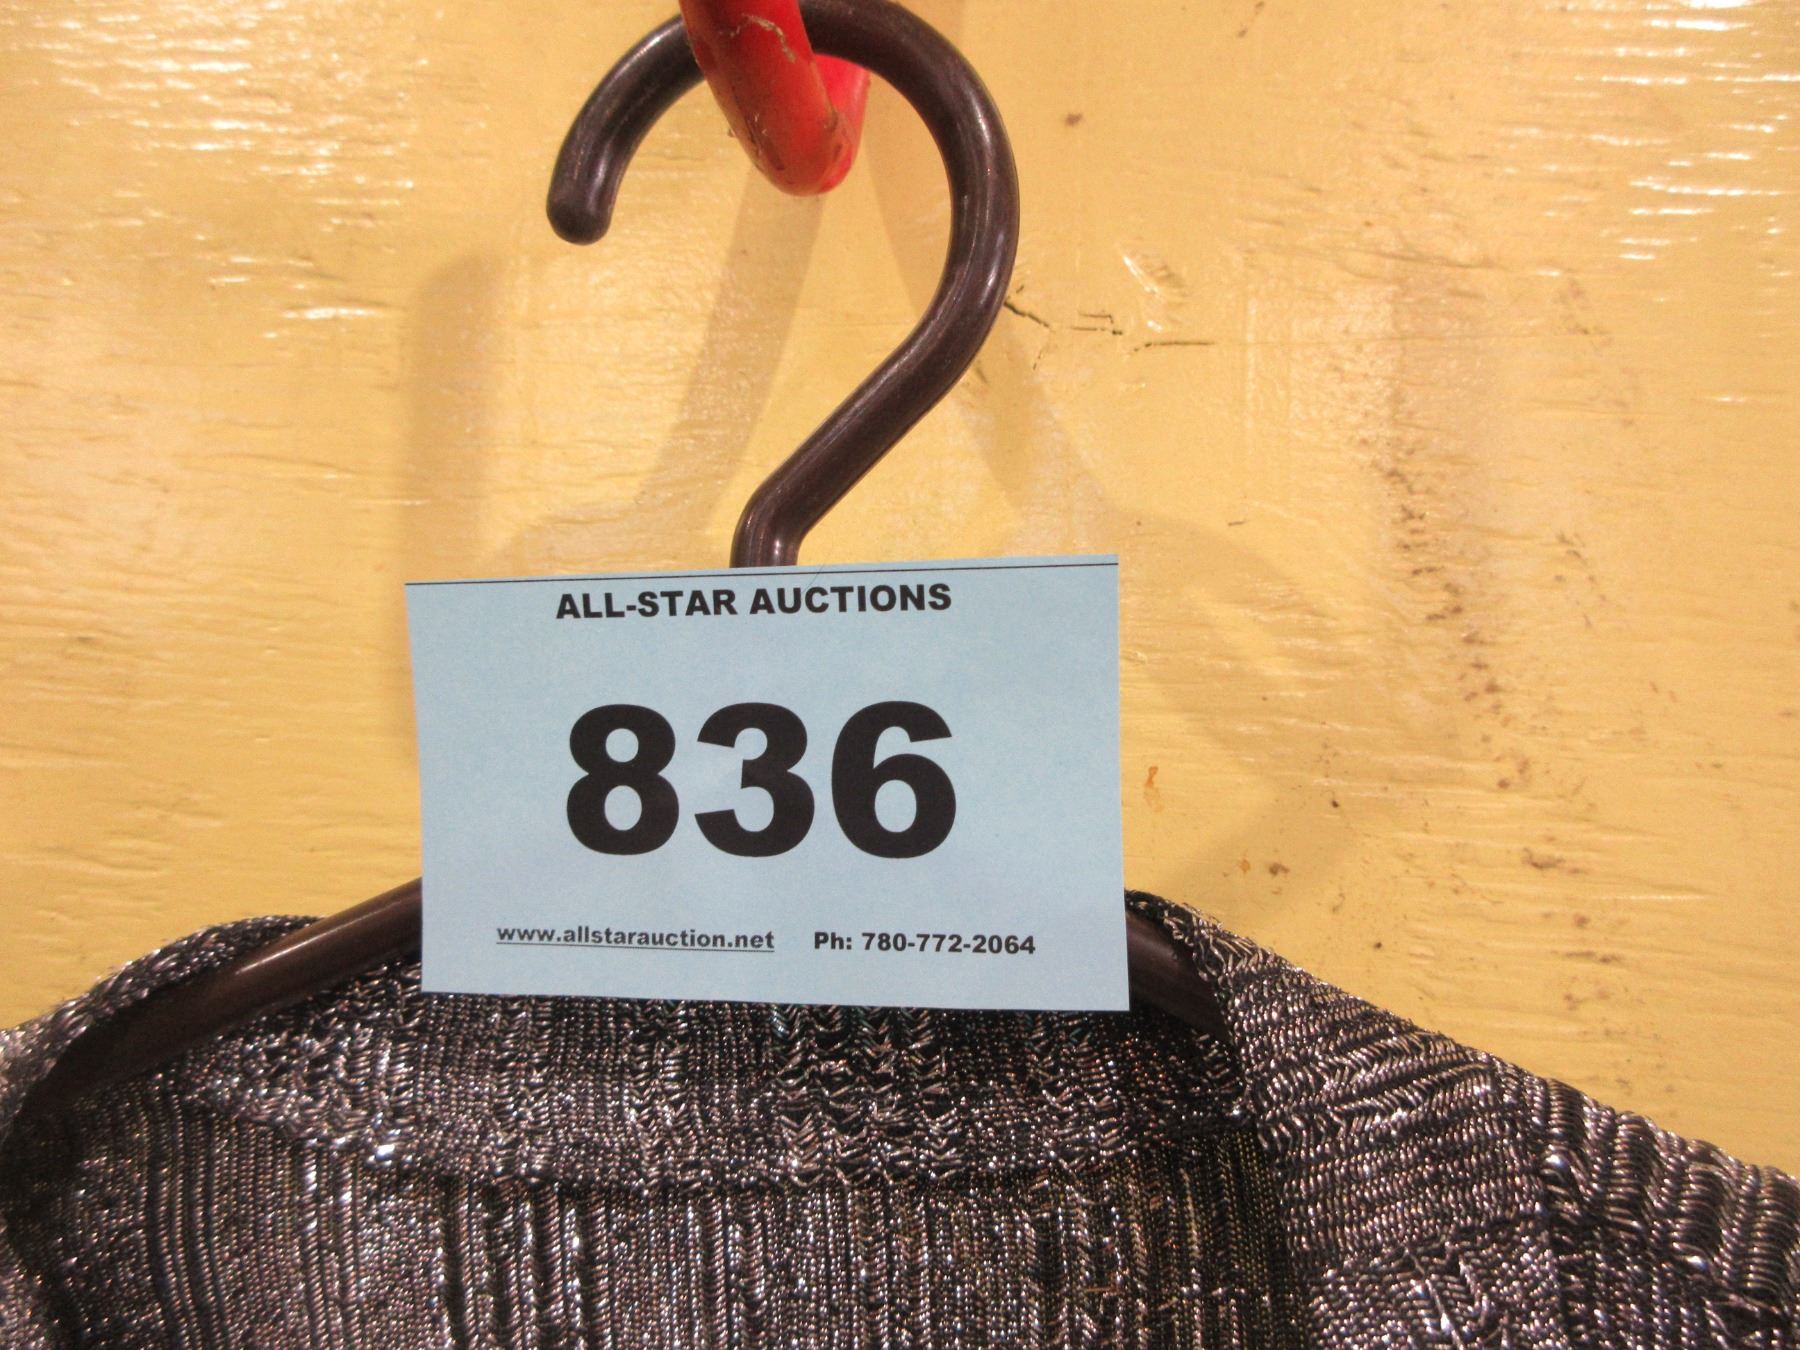 ALL-STAR AUCTIONS
836
www.allstarauction.net Ph: 780-772-2064